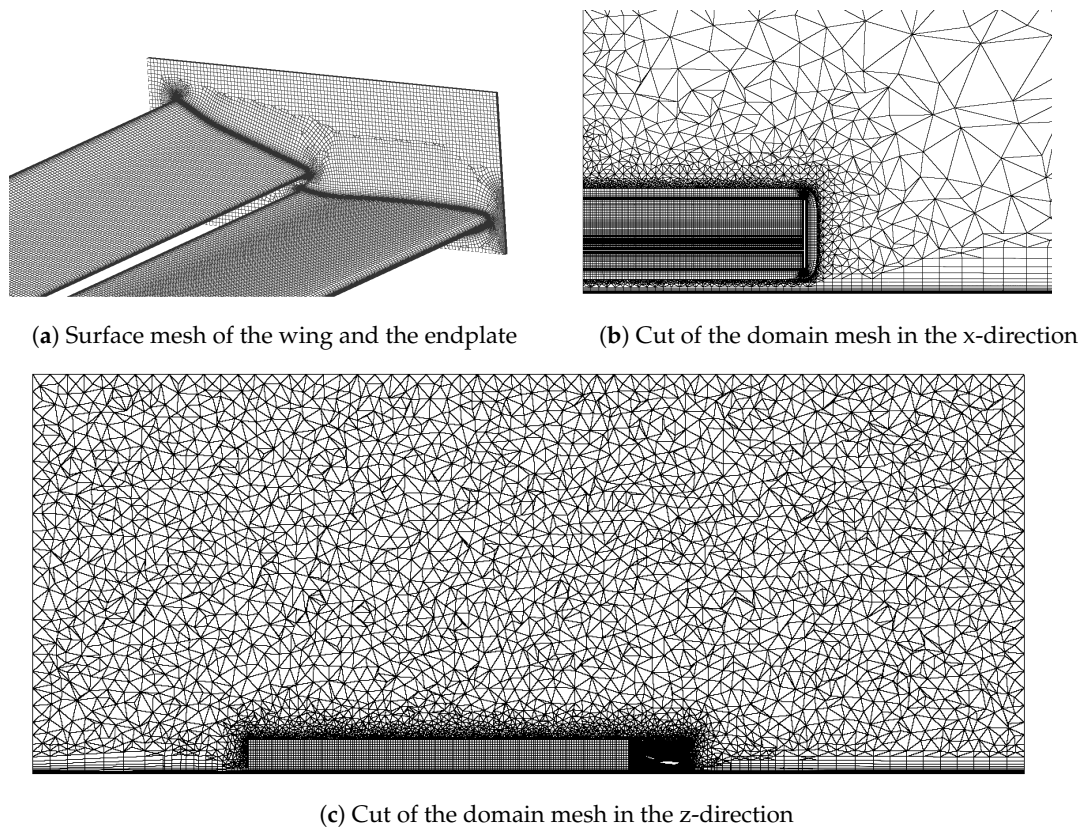 (a) Surface mesh of the wing and the endplate
(b) Cut of the domain mesh in the x-direction
(c) Cut of the domain mesh in the z-direction